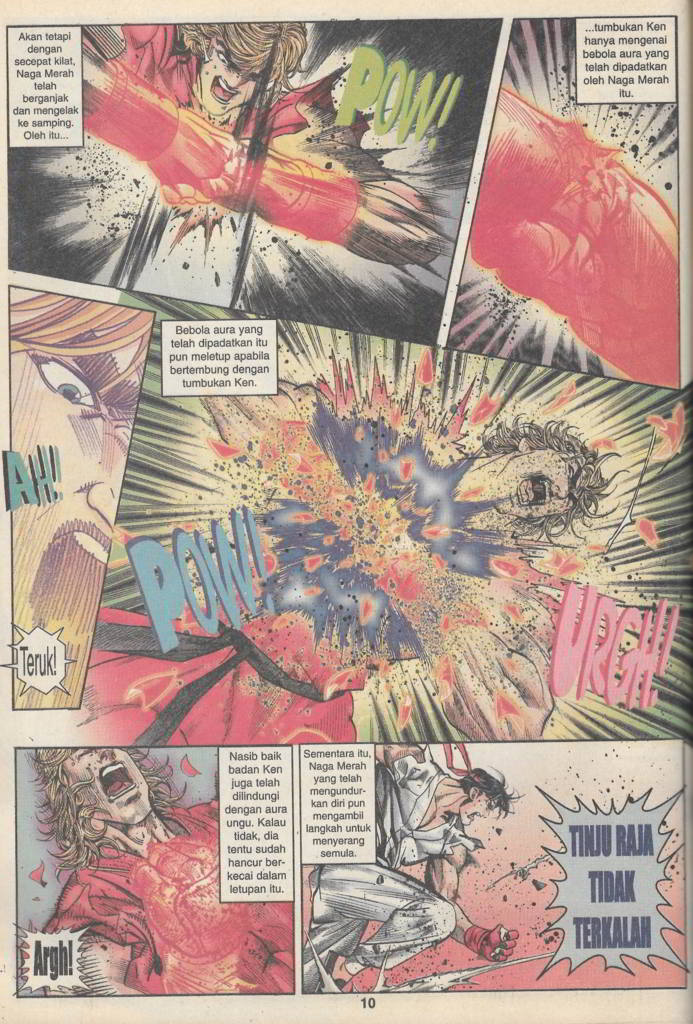 Akan tetapi
dengan
secepat kilat,
Naga Merah
telah
berganjak
dan mengelak
ke samping.
Oleh itu...
POW!
...tumbukan Ken
hanya mengenai
bebola aura yang
telah dipadatkan
oleh Naga Merah
itu.
AH!
Teruk!
Bebola aura yang
telah dipadatkan itu
pun meletup apabila
bertembung dengan
tumbukan Ken.
POW!
URGH!
Nasib baik
badan Ken
juga telah
dilindungi
dengan aura
ungu. Kalau
tidak, dia
tentu sudah
hancur ber-
kecai dalam
letupan itu.
Argh!
Sementara itu,
Naga Merah
yang telah
mengundur-
kan diri pun
mengambil
langkah untuk
menyerang
semula.
TINJU RAJA
TIDAK
TERKALAH
10